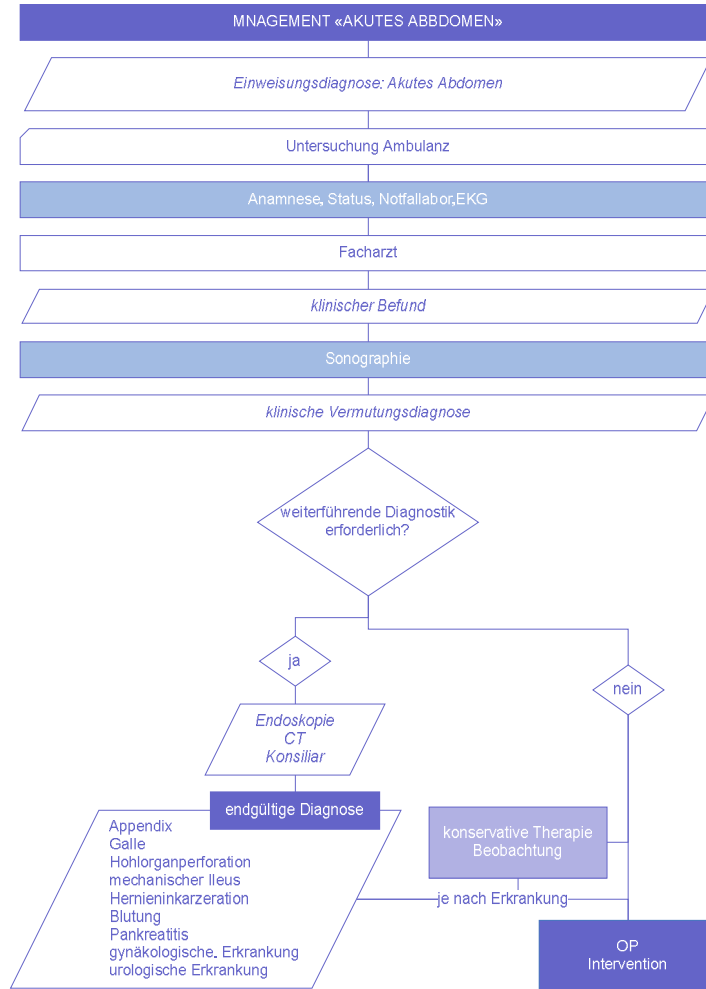 MNAGEMENT «AKUTES ABBDOMEN»
Einweisungsdiagnose: Akutes Abdomen
Untersuchung Ambulanz
Anamnese, Status, Notfallabor,EKG
Facharzt
klinischer Befund
Sonographie
klinische Vermutungsdiagnose
weiterführende Diagnostik
erforderlich?
ja
nein
Endoskopie
CT
Konsiliar
endgültige Diagnose
Appendix
Galle
Hohlorganperforation
mechanischer Ileus
Hernieninkarzeration
Blutung
Pankreatitis
gynäkologische. Erkrankung
urologische Erkrankung
konservative Therapie
Beobachtung
je nach Erkrankung
OP
Intervention